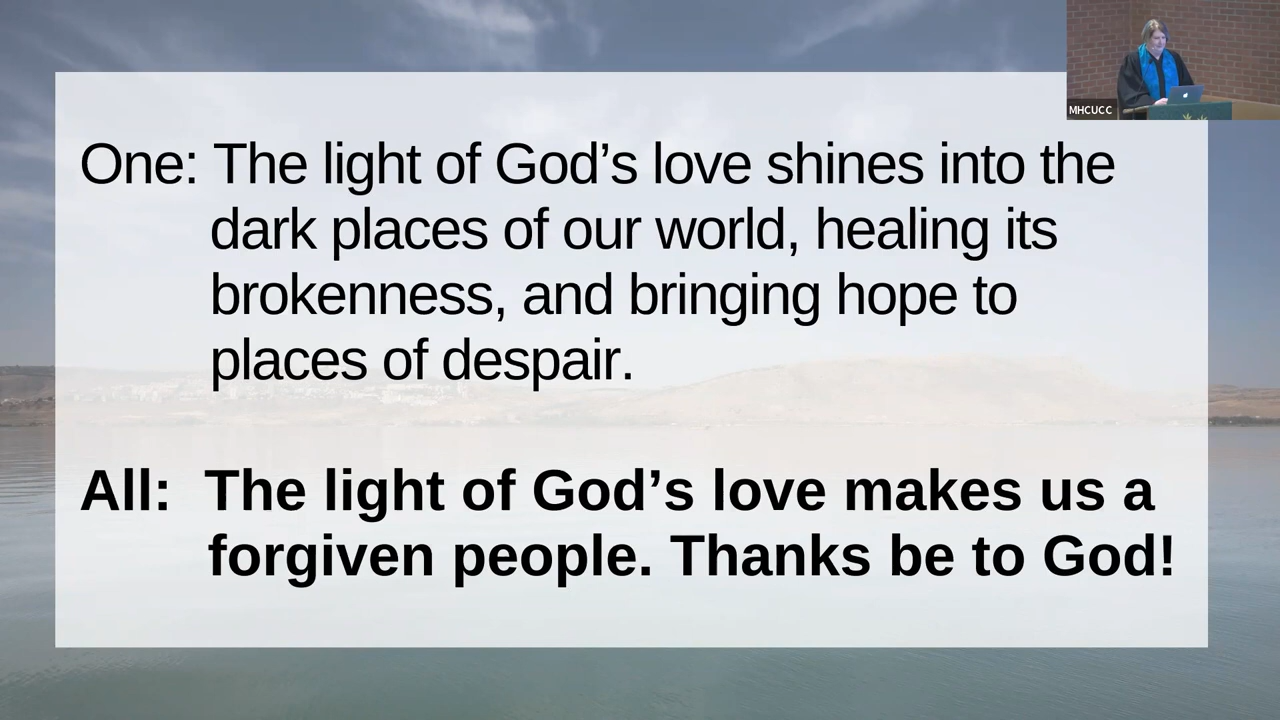 MHCUCC
One: The light of God’s love shines into the
dark places of our world, healing its
brokenness, and bringing hope to
places of despair.
All: The light of God’s love makes us a
forgiven people. Thanks be to God!